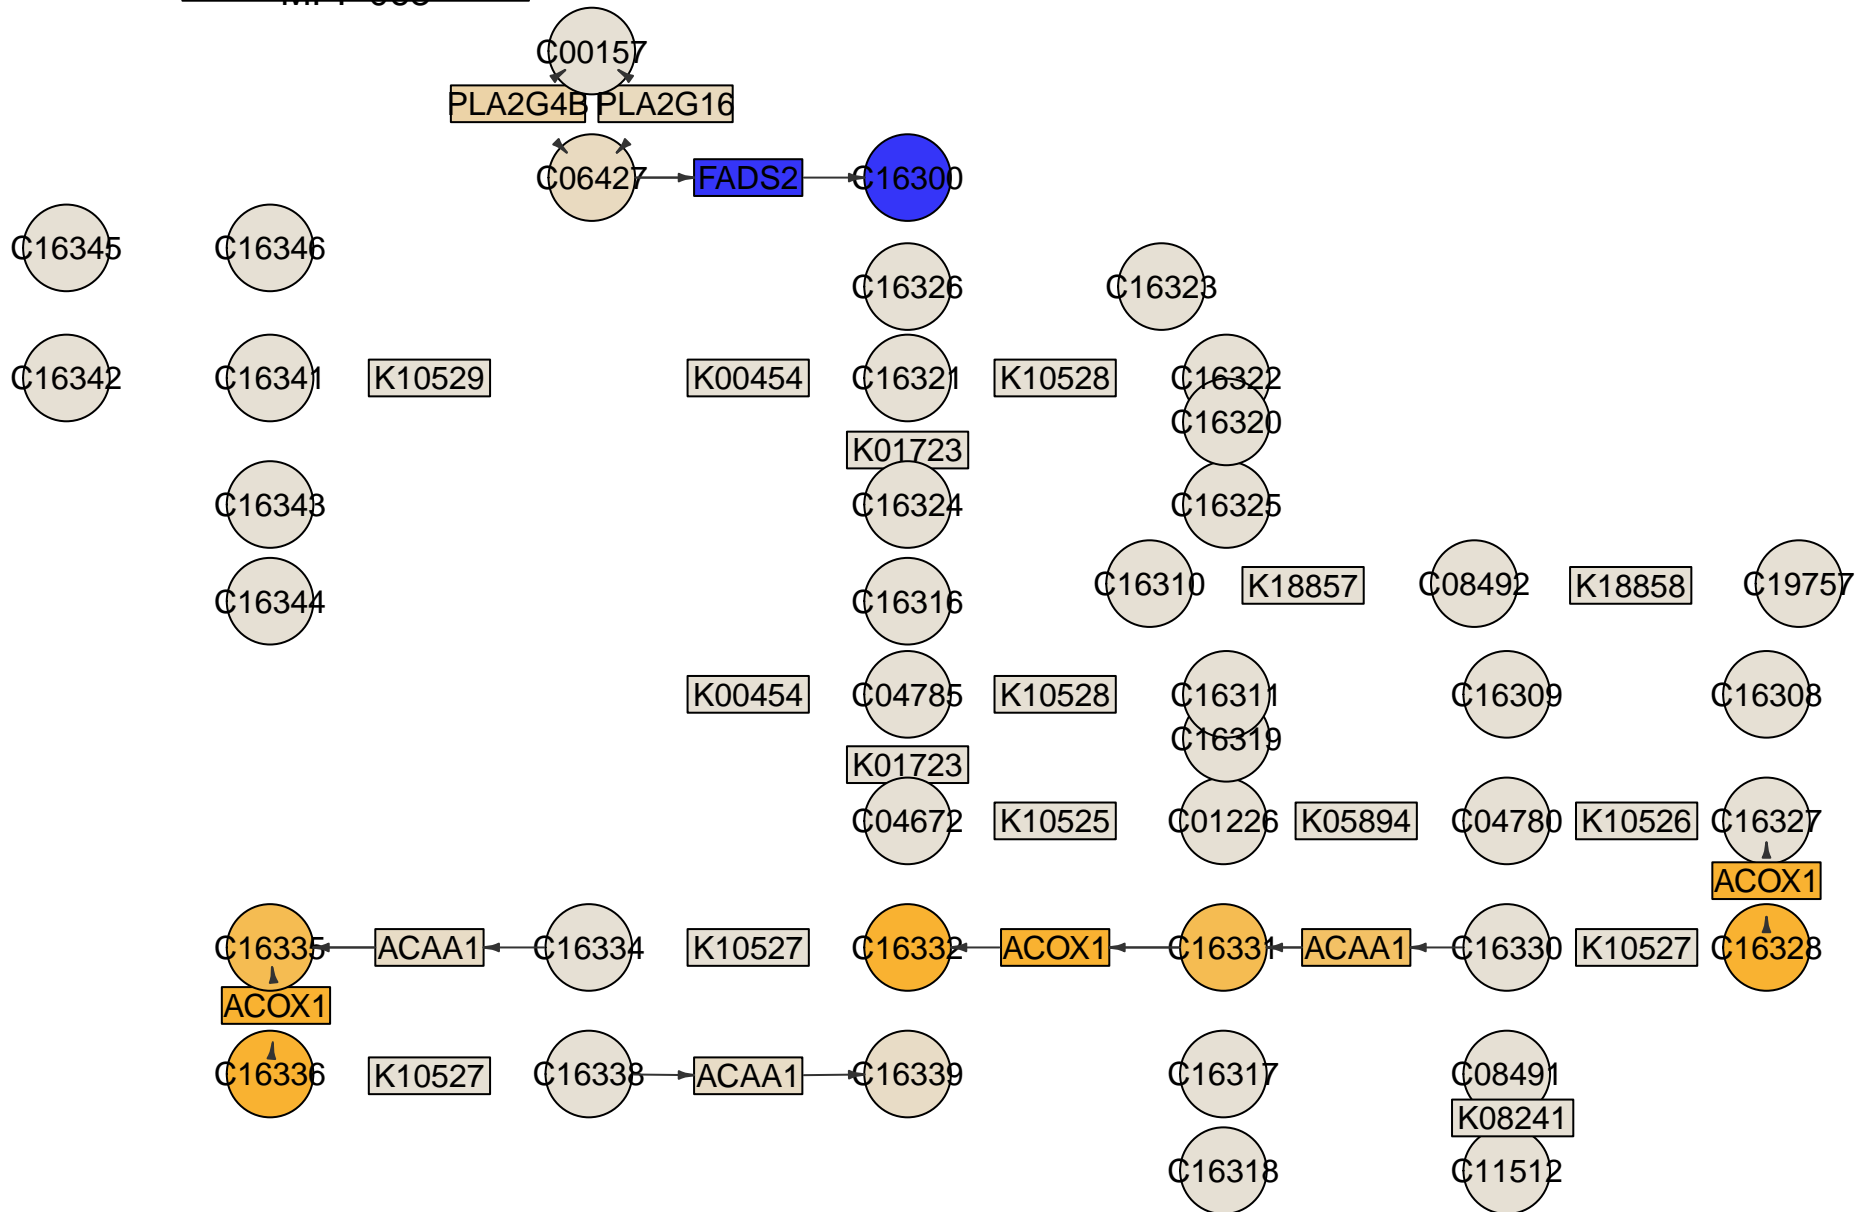 C00157
PLA2G4B PLA2G16
C06427 FADS2 C16300
C16345 C16346
C16326 C16323
C16342 C16341 K10529 K00454 C16321 K10528 C16322
C16320
K01723
C16343 C16324 C16325
C16310 K18857 C08492 K18858 C19757
C16344 C16316
K00454 C04785 K10528 C16311 C16309 C16308
C16319
K01723
C04672 K10525 C01226 K05894 C04780 K10526 C16327
ACOX1
C16335 ACAA1 C16334 K10527 C16332 ACOX1 C16331 ACAA1 C16330 K10527 C16328
ACOX1
C16336 K10527 C16338 ACAA1 C16339 C16317 C08491
K08241
C16318 C11512